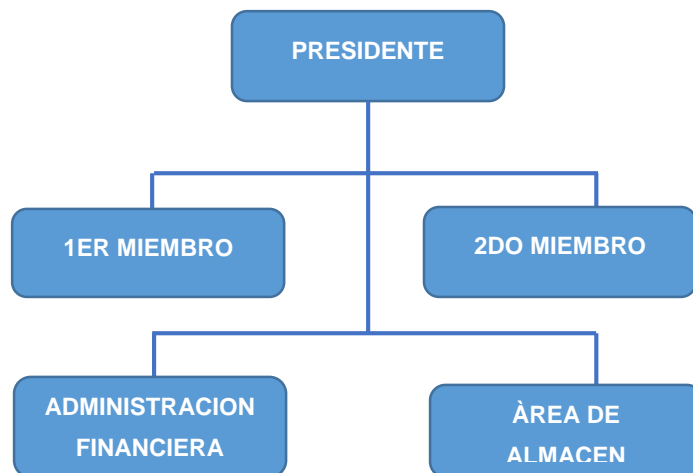 PRESIDENTE
1ER MIEMBRO
2DO MIEMBRO
ADMINISTRACION
FINANCIERA
ÀREA DE
ALMACEN